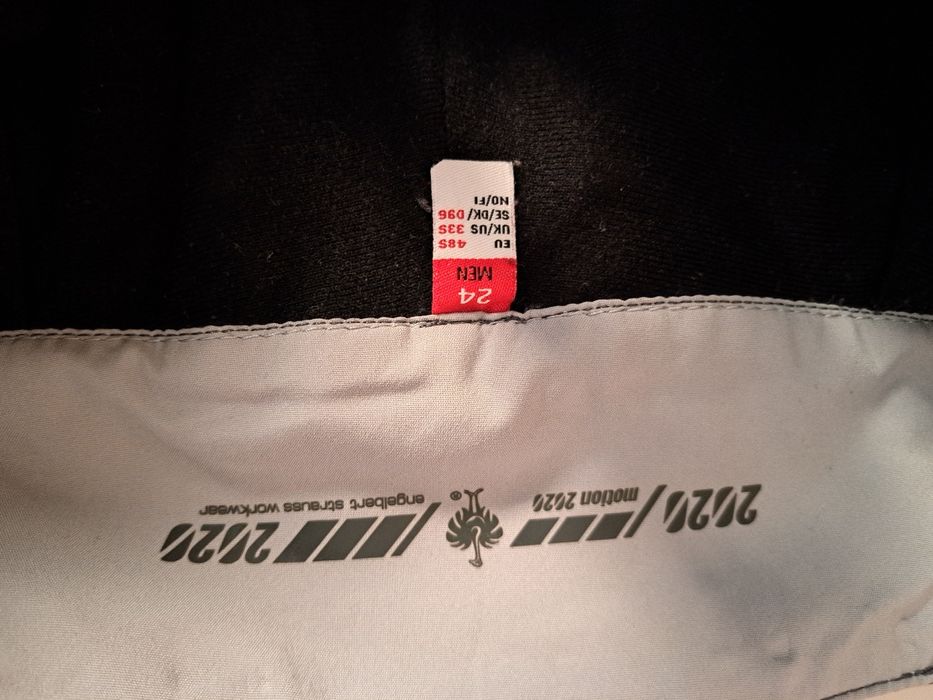 2020 motion 2020
® engelbert strauss workwear
2020
24
MEN
EU 48S
UK/US 33S
SE/DK/ D96
NO/FI